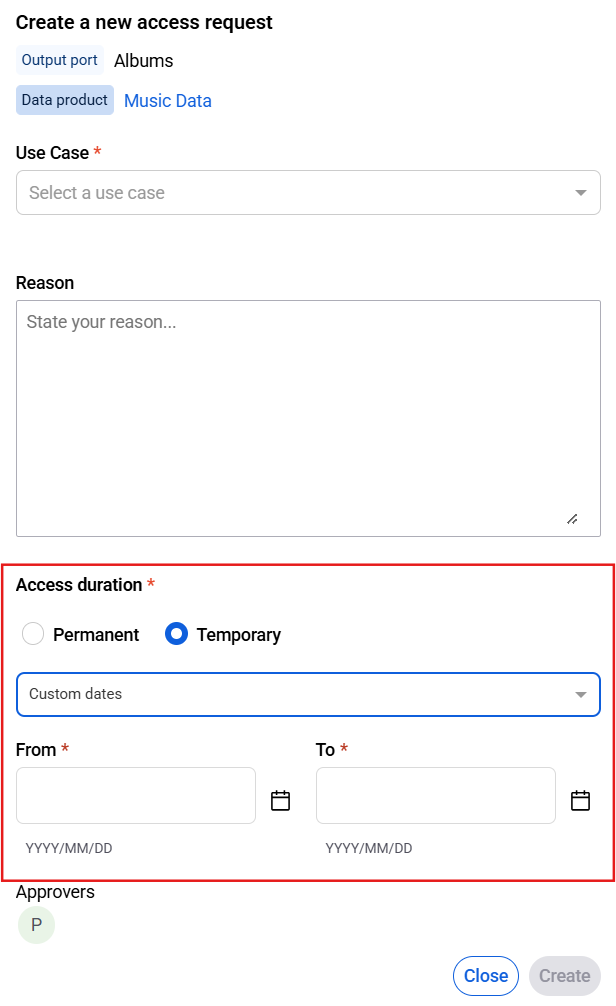 Create a new access request
Output port Albums
Data product Music Data
Use Case *
Select a use case
Reason
State your reason...
Access duration *
Permanent Temporary
Custom dates
From * To *
YYYY/MM/DD YYYY/MM/DD
Approvers
P
Close Create